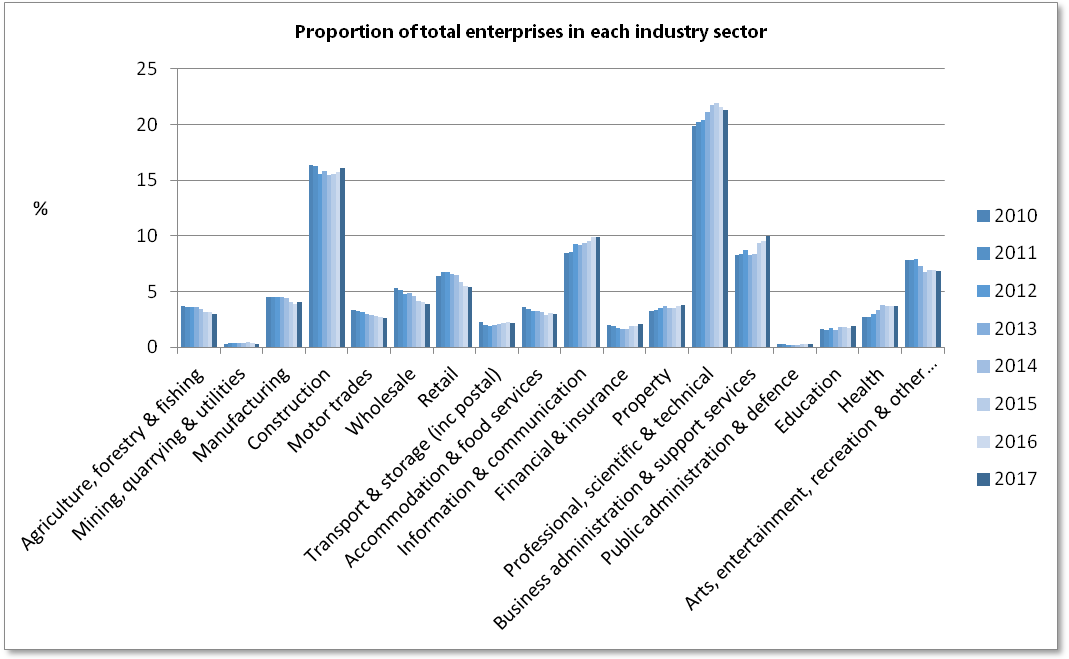 Proportion of total enterprises in each industry sector
25
20
15
10
5
0
%
Agriculture, forestry & fishing
Mining, quarrying & utilities
Manufacturing
Construction
Motor trades
Wholesale
Retail
Transport & storage (inc postal)
Accommodation & food services
Information & communication
Financial & insurance
Property
Professional, scientific & technical
Business administration & support services
Public administration & defence
Education
Health
Arts, entertainment, recreation & other...
2010
2011
2012
2013
2014
2015
2016
2017